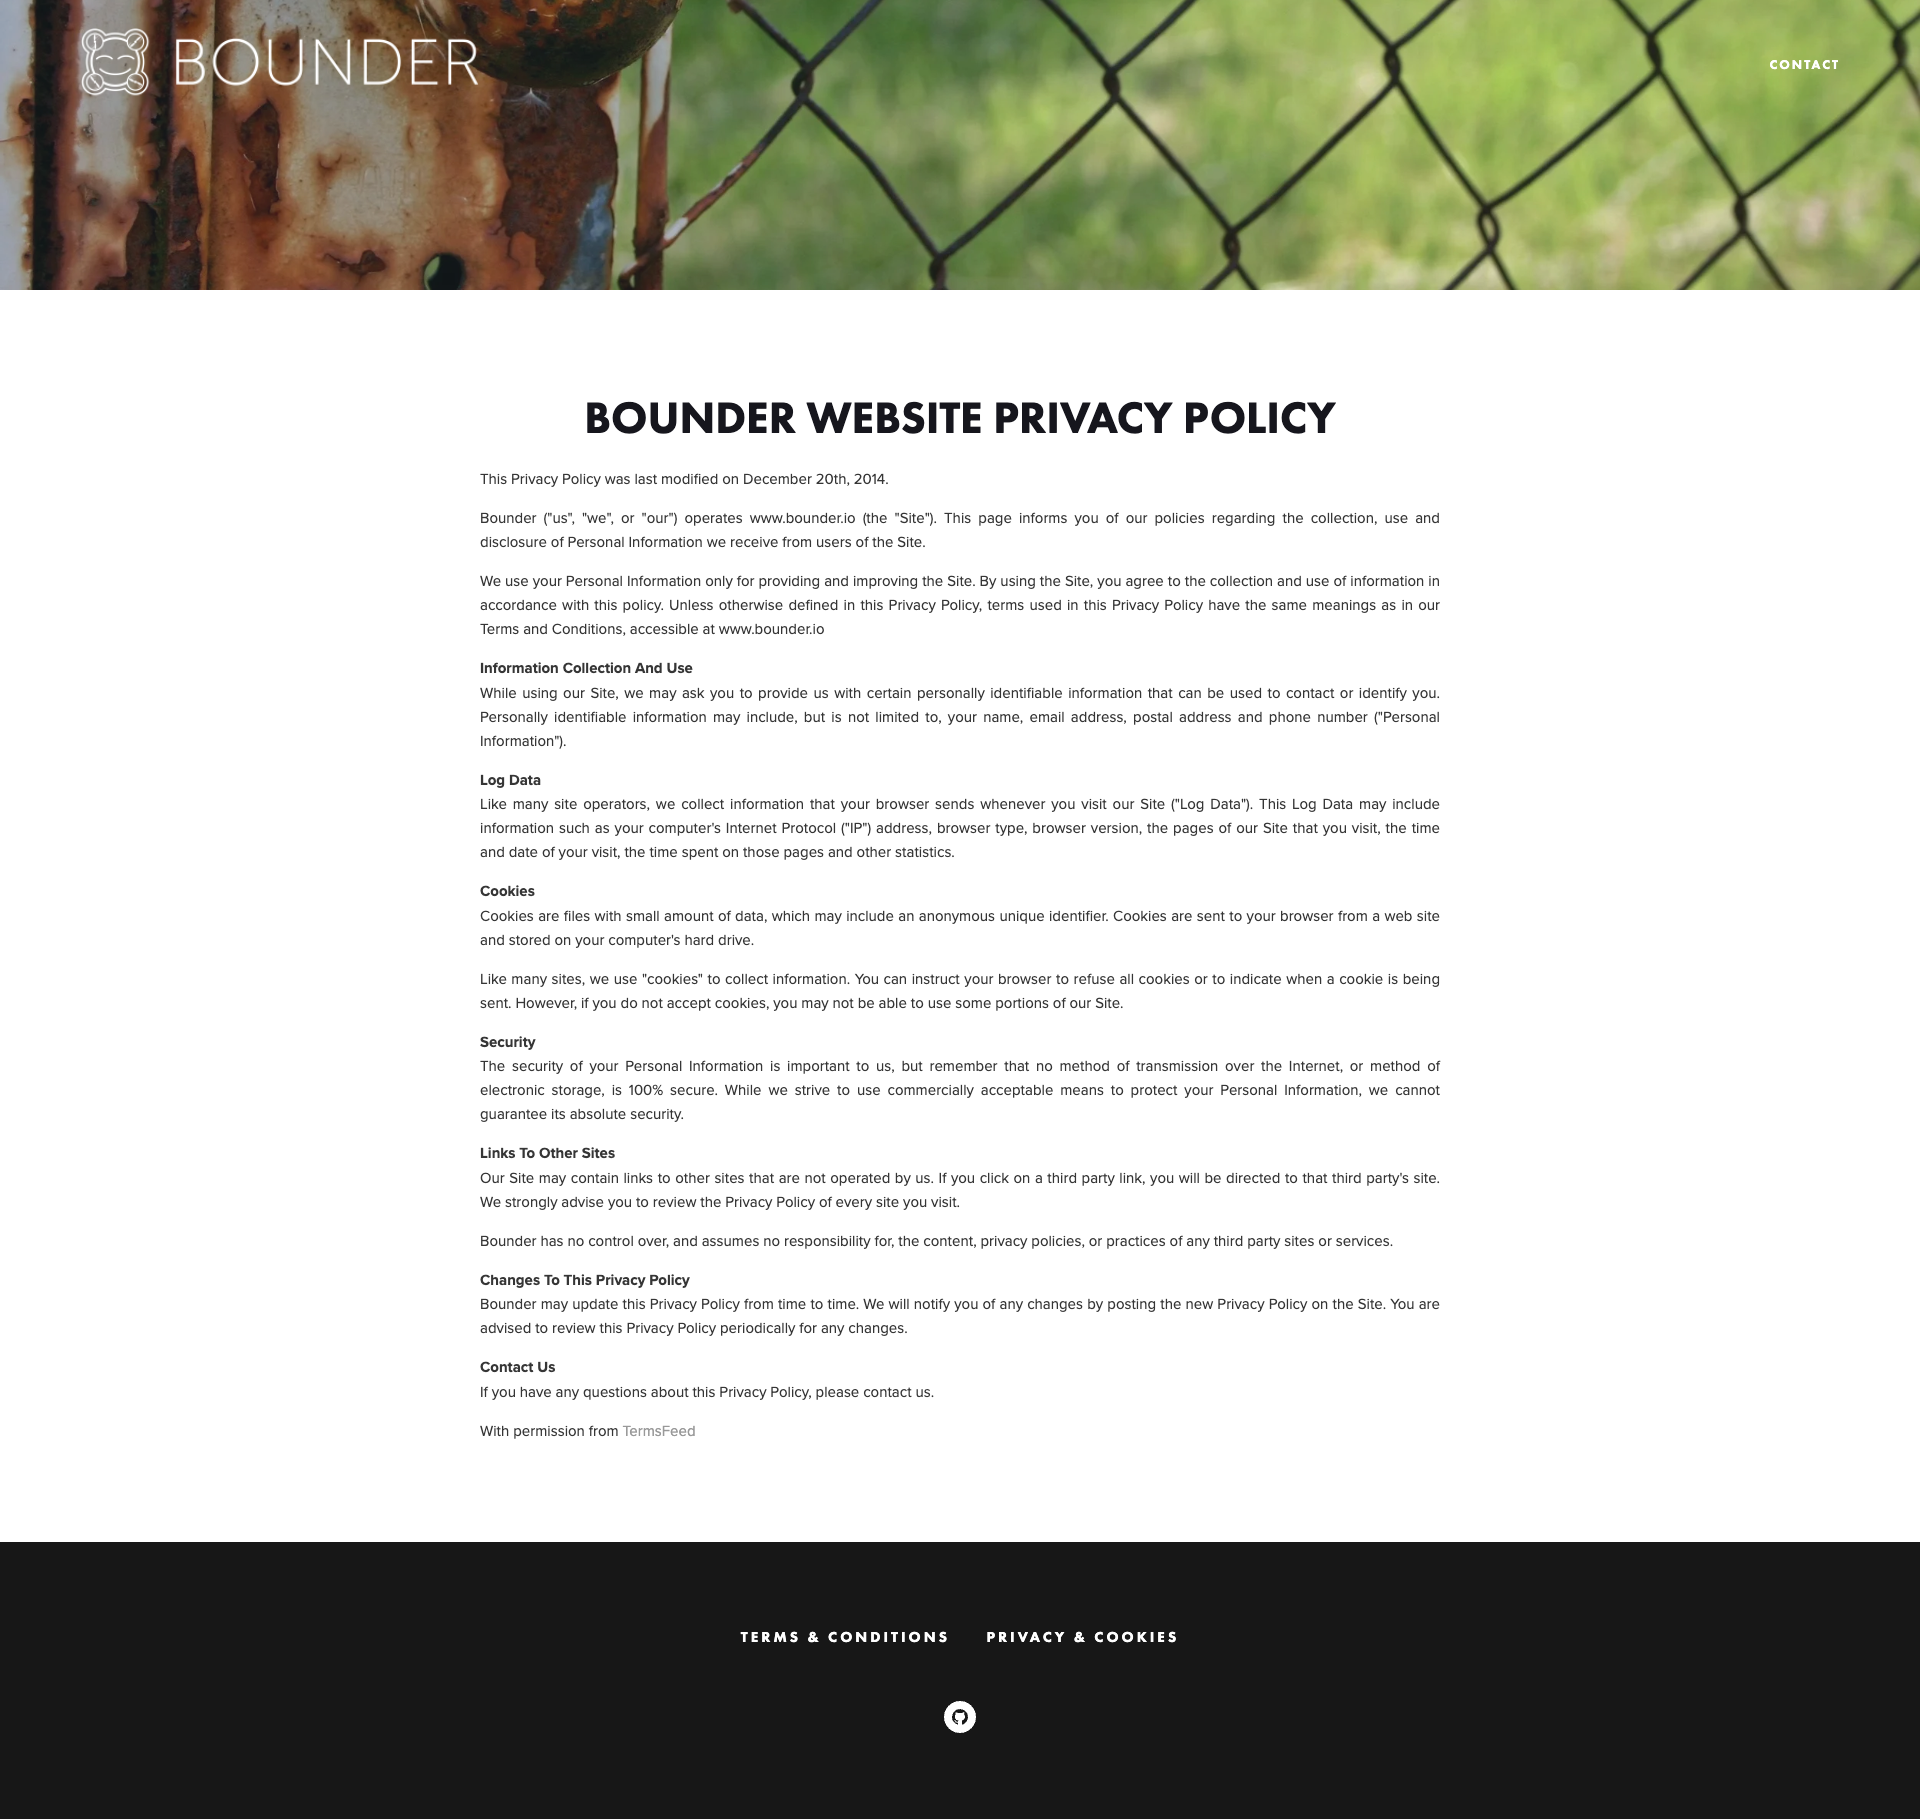 BOUNDER
CONTACT
BOUNDER WEBSITE PRIVACY POLICY
This Privacy Policy was last modified on December 20th, 2014.
Bounder ("us", "we", or "our") operates www.bounder.io (the "Site"). This page informs you of our policies regarding the collection, use and
disclosure of Personal Information we receive from users of the Site.
We use your Personal Information only for providing and improving the Site. By using the Site, you agree to the collection and use of information in
accordance with this policy. Unless otherwise defined in this Privacy Policy, terms used in this Privacy Policy have the same meanings as in our
Terms and Conditions, accessible at www.bounder.io
Information Collection And Use
While using our Site, we may ask you to provide us with certain personally identifiable information that can be used to contact or identify you.
Personally identifiable information may include, but is not limited to, your name, email address, postal address and phone number ("Personal
Information").
Log Data
Like many site operators, we collect information that your browser sends whenever you visit our Site ("Log Data"). This Log Data may include
information such as your computer's Internet Protocol ("IP") address, browser type, browser version, the pages of our Site that you visit, the time
and date of your visit, the time spent on those pages and other statistics.
Cookies
Cookies are files with small amount of data, which may include an anonymous unique identifier. Cookies are sent to your browser from a web site
and stored on your computer's hard drive.
Like many sites, we use "cookies" to collect information. You can instruct your browser to refuse all cookies or to indicate when a cookie is being
sent. However, if you do not accept cookies, you may not be able to use some portions of our Site.
Security
The security of your Personal Information is important to us, but remember that no method of transmission over the Internet, or method of
electronic storage, is 100% secure. While we strive to use commercially acceptable means to protect your Personal Information, we cannot
guarantee its absolute security.
Links To Other Sites
Our Site may contain links to other sites that are not operated by us. If you click on a third party link, you will be directed to that third party's site.
We strongly advise you to review the Privacy Policy of every site you visit.
Bounder has no control over, and assumes no responsibility for, the content, privacy policies, or practices of any third party sites or services.
Changes To This Privacy Policy
Bounder may update this Privacy Policy from time to time. We will notify you of any changes by posting the new Privacy Policy on the Site. You are
advised to review this Privacy Policy periodically for any changes.
Contact Us
If you have any questions about this Privacy Policy, please contact us.
With permission from TermsFeed
TERMS & CONDITIONS PRIVACY & COOKIES